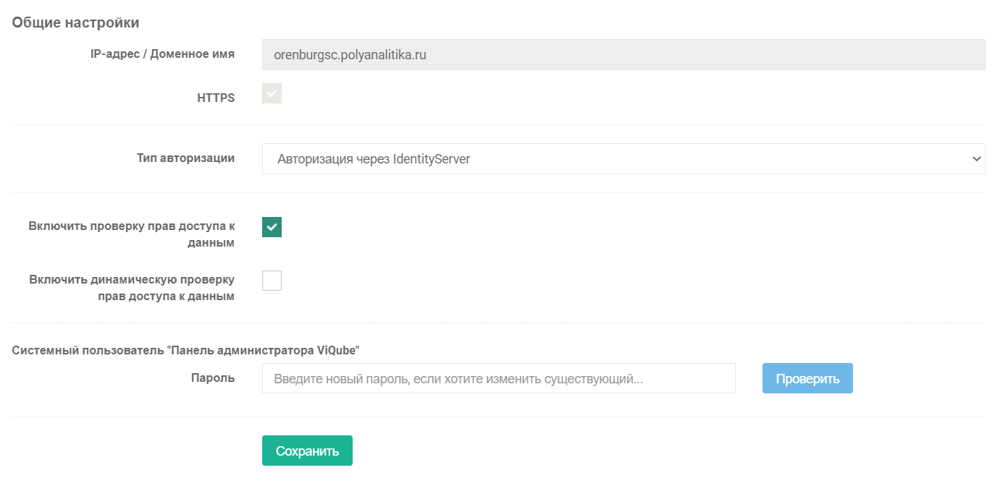 Общие настройки
IP-адрес / Доменное имя
orenburgsc.polyanalitika.ru
HTTPS
Тип авторизации
Авторизация через IdentityServer
Включить проверку прав доступа к
данным
Включить динамическую проверку
прав доступа к данным
Системный пользователь "Панель администратора ViQube"
Пароль
Введите новый пароль, если хотите изменить существующий...
Проверить
Сохранить